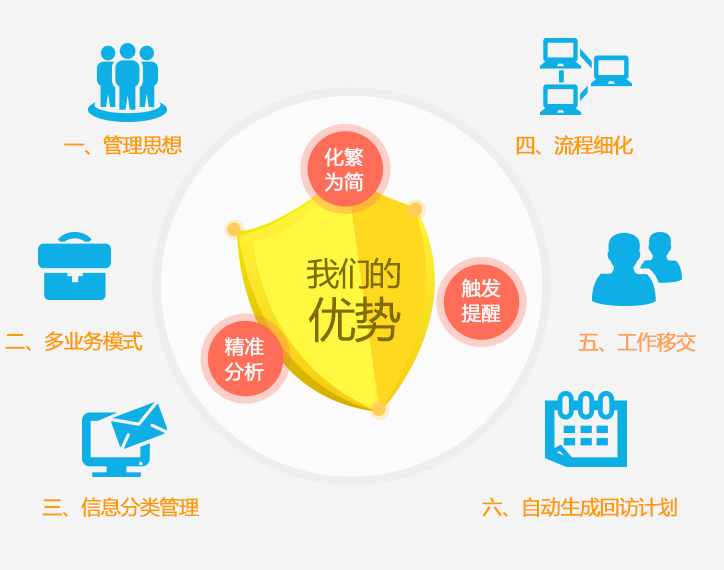 一、管理思想
四、流程细化
化繁
为简
我们的
优势
触发
提醒
精准
分析
二、多业务模式
五、工作移交
三、信息分类管理
六、自动生成回访计划